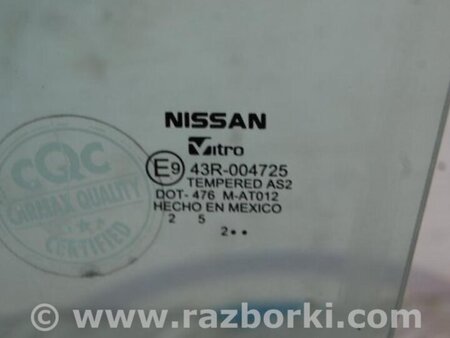 NISSAN
Vitro
E9 43R-004725
TEMPERED AS2
DOT- 476 M-AT012
HECHO EN MEXICO
2 5
2••
CQC
CARMAX QUALITY
CERTIFIED
© www.razborki.com